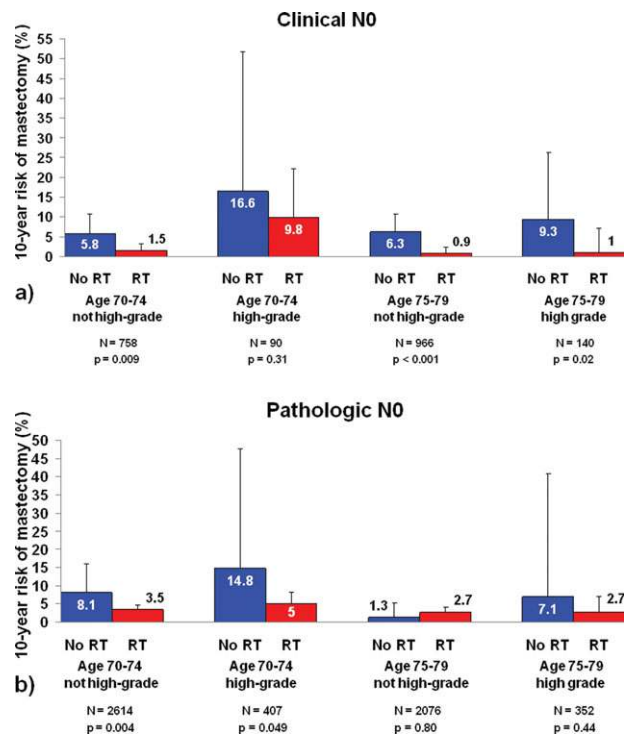 Clinical N0
10-year risk of mastectomy (%)
55
50
45
40
35
30
25
20
15
10
5
0
5.8 1.5 16.6 9.8 6.3 0.9 9.3 1
No RT RT No RT RT No RT RT No RT RT
a)
Age 70-74 Age 70-74 Age 75-79 Age 75-79
not high-grade high-grade not high-grade high grade
N = 758 N = 90 N = 966 N = 140
p = 0.009 p = 0.31 p < 0.001 p = 0.02
Pathologic N0
10-year risk of mastectomy (%)
50
45
40
35
30
25
20
15
10
5
0
8.1 3.5 14.8 5 1.3 2.7 7.1 2.7
No RT RT No RT RT No RT RT No RT RT
b)
Age 70-74 Age 70-74 Age 75-79 Age 75-79
not high-grade high-grade not high-grade high grade
N = 2614 N = 407 N = 2076 N = 352
p = 0.004 p = 0.049 p = 0.80 p = 0.44